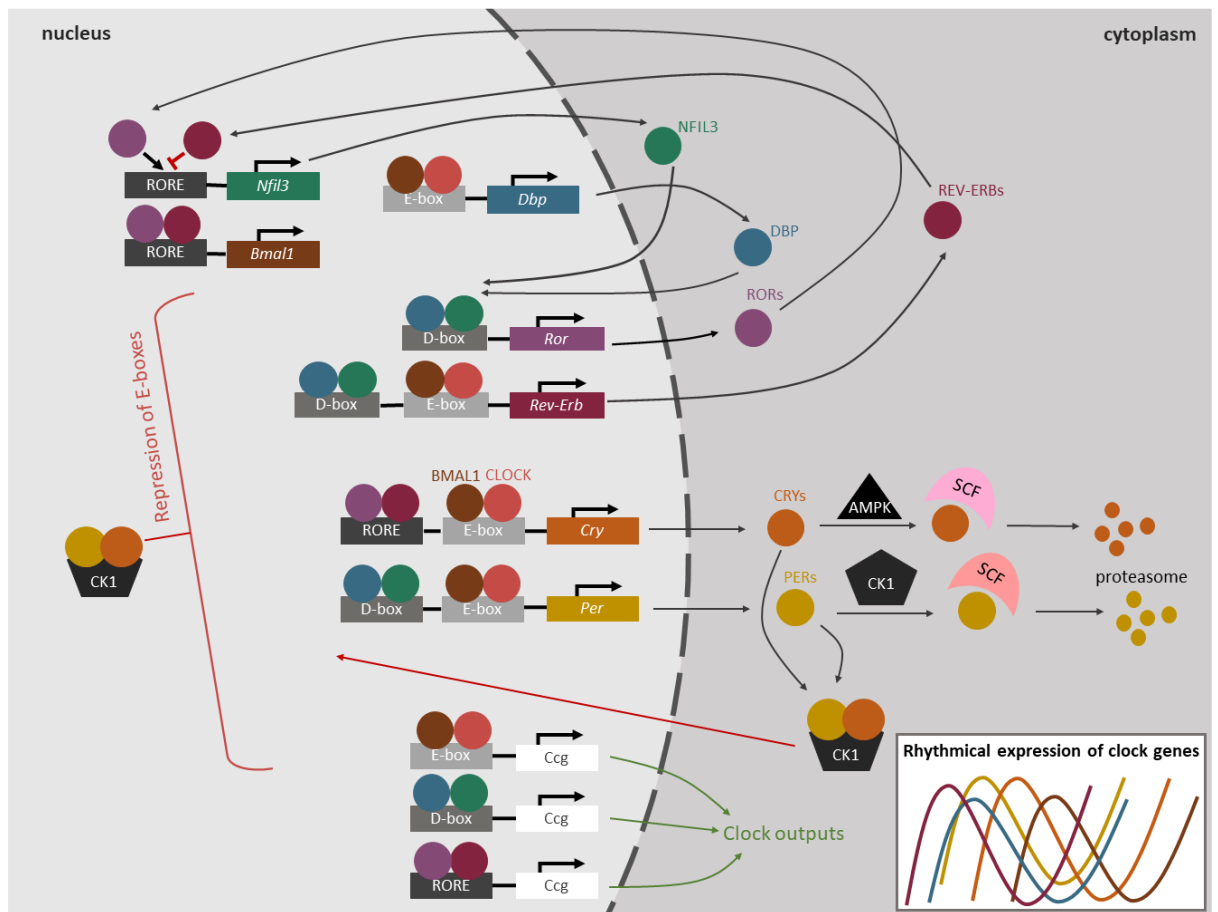 nucleus
cytoplasm
NFIL3
RORE
Nfil3
E-box
Dbp
REV-ERBs
RORE
Bmal1
DBP
RORs
D-box
Ror
D-box
E-box
Rev-Erb
Repression of E-boxes
BMAL1 CLOCK
CRYs
SCF
AMPK
RORE
E-box
Cry
CK1
PERs
CK1
SCF
proteasome
D-box
E-box
Per
E-box
Ccg
CK1
Rhythmical expression of clock genes
D-box
Ccg
Clock outputs
RORE
Ccg